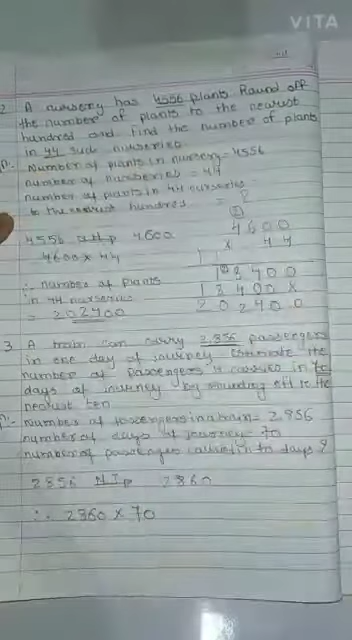 VITA
2. A nursery has 4556 plants Round off
the number of plants to the nearest
hundred and find the number of plants
in 44 such nurseries
Number of plants in nursery = 4556
number of nurseries = 44
number of plants in 44 nurseries
to the nearest hundreds = ?
4556 4600
4600 x 44
∴ number of plants
in 44 nurseries
= 202400
4600
x 44
18400
18400 x
202400
3. A train can carry 2856 passengers
in one day of journey Estimate the
number of passengers it carries in 70
days of journey by rounding off to the
nearest ten
number of passengers in a train = 2856
number of days of journey = 70
number of passengers carried in 70 days ?
2856 2860
∴ 2860 x 70